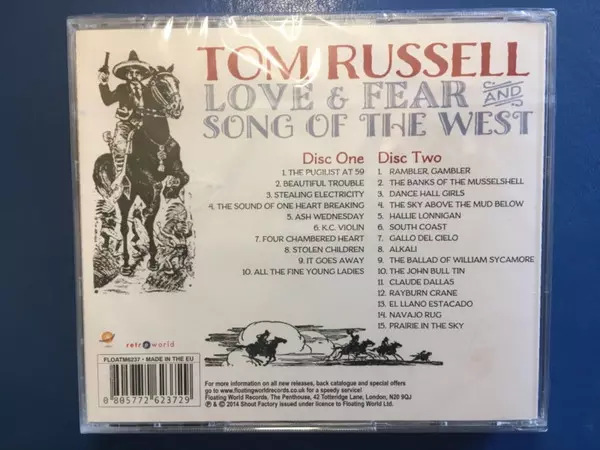 TOM RUSSELL
LOVE & FEAR AND
SONG OF THE WEST
Disc One
1. THE PUGILIST AT 59
2. BEAUTIFUL TROUBLE
3. STEALING ELECTRICITY
4. THE SOUND OF ONE HEART BREAKING
5. ASH WEDNESDAY
6. K.C. VIOLIN
7. FOUR CHAMBERED HEART
8. STOLEN CHILDREN
9. IT GOES AWAY
10. ALL THE FINE YOUNG LADIES
Disc Two
1. RAMBLER, GAMBLER
2. THE BANKS OF THE MUSSELSHELL
3. DANCE HALL GIRLS
4. THE SKY ABOVE THE MUD BELOW
5. HALLIE LONNIGAN
6. SOUTH COAST
7. GALLO DEL CIELO
8. ALKALI
9. THE BALLAD OF WILLIAM SYCAMORE
10. THE JOHN BULL TIN
11. CLAUDE DALLAS
12. RAYBURN CRANE
13. EL LLANO ESTACADO
14. NAVAJO RUG
15. PRAIRIE IN THE SKY
retr world
FLOATM6237 • MADE IN THE EU
0 805772 623729
For more information on all new releases, back catalogue and special offers
go to www.floatingworldrecords.co.uk for a speedy service!
Floating World Records, The Penthouse, 42 Totteridge Lane, London, N20 9QJ
℗ & © 2014 Shout Factory issued under licence to Floating World Ltd.